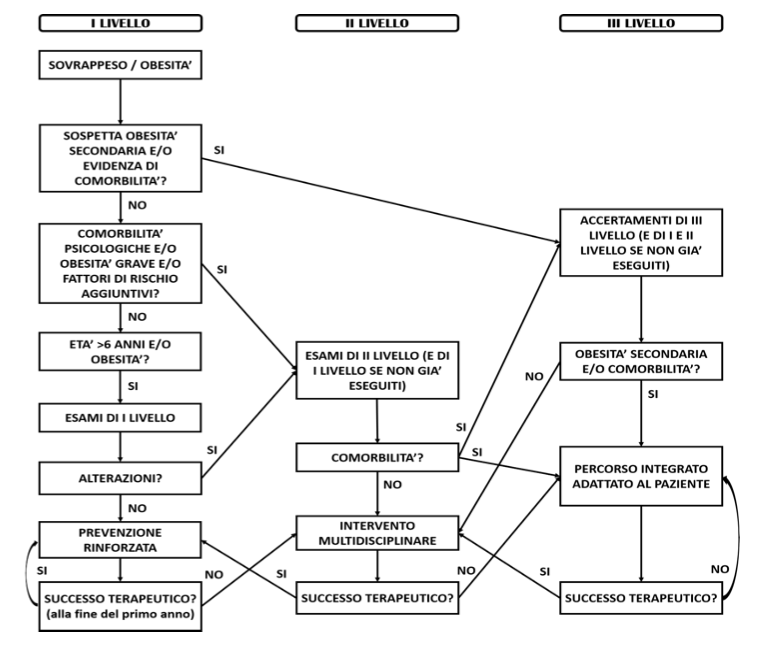 I LIVELLO
II LIVELLO
III LIVELLO
SOVRAPPESO / OBESITA'
SOSPETTA OBESITA'
SECONDARIA E/O
EVIDENZA DI
COMORBILITA'?
SI
NO
COMORBILITA'
PSICOLOGICHE E/O
OBESITA' GRAVE E/O
FATTORI DI RISCHIO
AGGIUNTIVI?
SI
NO
ETA' >6 ANNI E/O
OBESITA'?
SI
ESAMI DI I LIVELLO
ALTERAZIONI?
SI
NO
PREVENZIONE
RINFORZATA
SI
SUCCESSO TERAPEUTICO?
(alla fine del primo anno)
NO
ESAMI DI II LIVELLO (E DI
I LIVELLO SE NON GIA'
ESEGUITI)
COMORBILITA'?
SI
SI
NO
INTERVENTO
MULTIDISCIPLINARE
SI
SUCCESSO TERAPEUTICO?
NO
ACCERTAMENTI DI III
LIVELLO (E DI I E II
LIVELLO SE NON GIA'
ESEGUITI)
OBESITA' SECONDARIA
E/O COMORBILITA'?
NO
SI
PERCORSO INTEGRATO
ADATTATO AL PAZIENTE
SI
SUCCESSO TERAPEUTICO?
NO